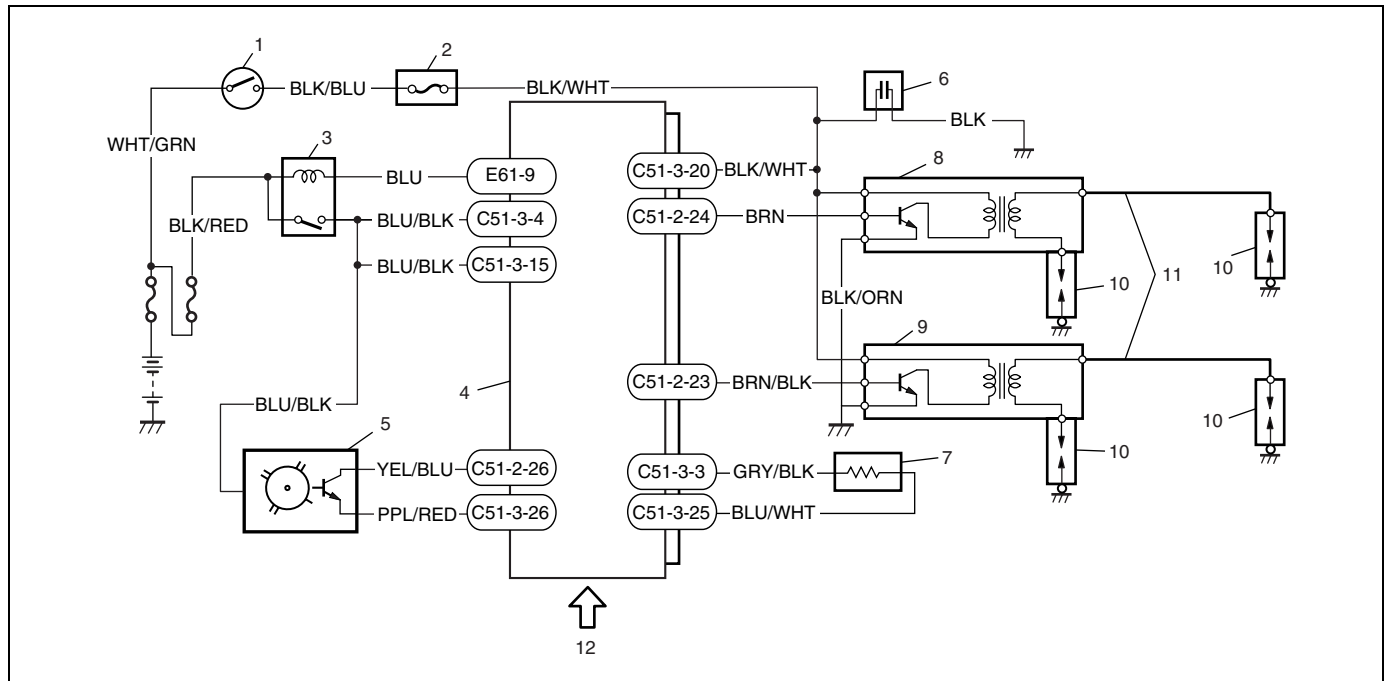 1
2
6
BLK/BLU
BLK/WHT
BLK
WHT/GRN
3
8
E61-9
BLU
C51-3-20
BLK/WHT
BLK/RED
BLU/BLK
C51-3-4
C51-2-24
BRN
10
11
BLU/BLK
C51-3-15
10
BLK/ORN
9
4
C51-2-23
BRN/BLK
BLU/BLK
10
5
10
7
YEL/BLU
C51-2-26
C51-3-3
GRY/BLK
PPL/RED
C51-3-26
C51-3-25
BLU/WHT
12